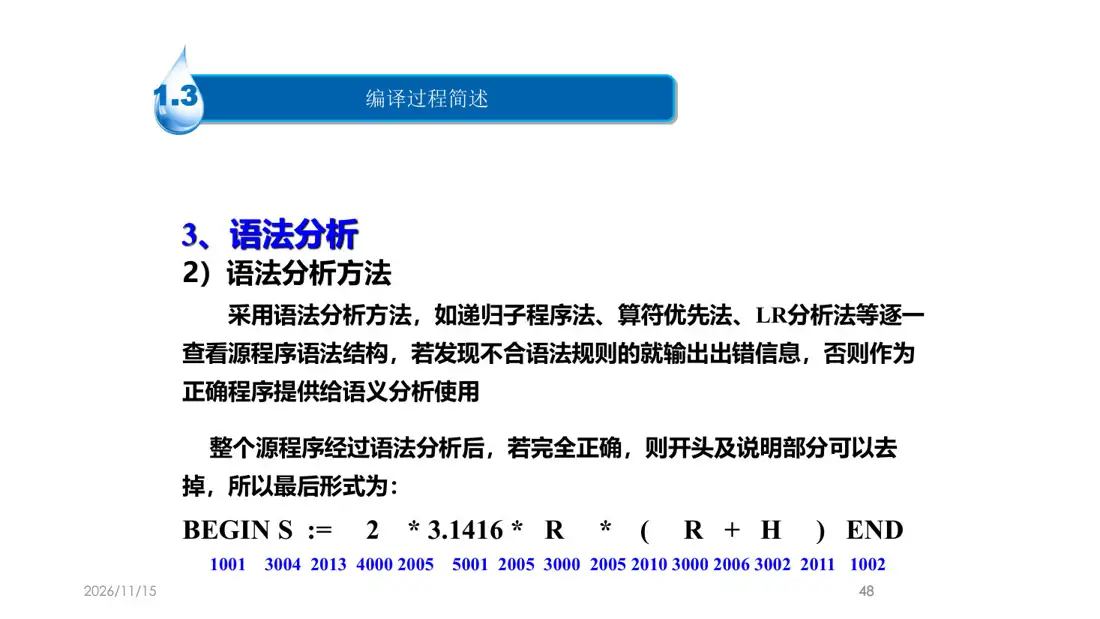 1.3
编译过程简述
3、语法分析
2）语法分析方法
采用语法分析方法，如递归子程序法、算符优先法、LR分析法等逐一
查看源程序语法结构，若发现不合语法规则的就输出出错信息，否则作为
正确程序提供给语义分析使用
整个源程序经过语法分析后，若完全正确，则开头及说明部分可以去
掉，所以最后形式为：
BEGIN S := 2 * 3.1416 * R * ( R + H ) END
1001 3004 2013 4000 2005 5001 2005 3000 2005 2010 3000 2006 3002 2011 1002
2026/11/15
48